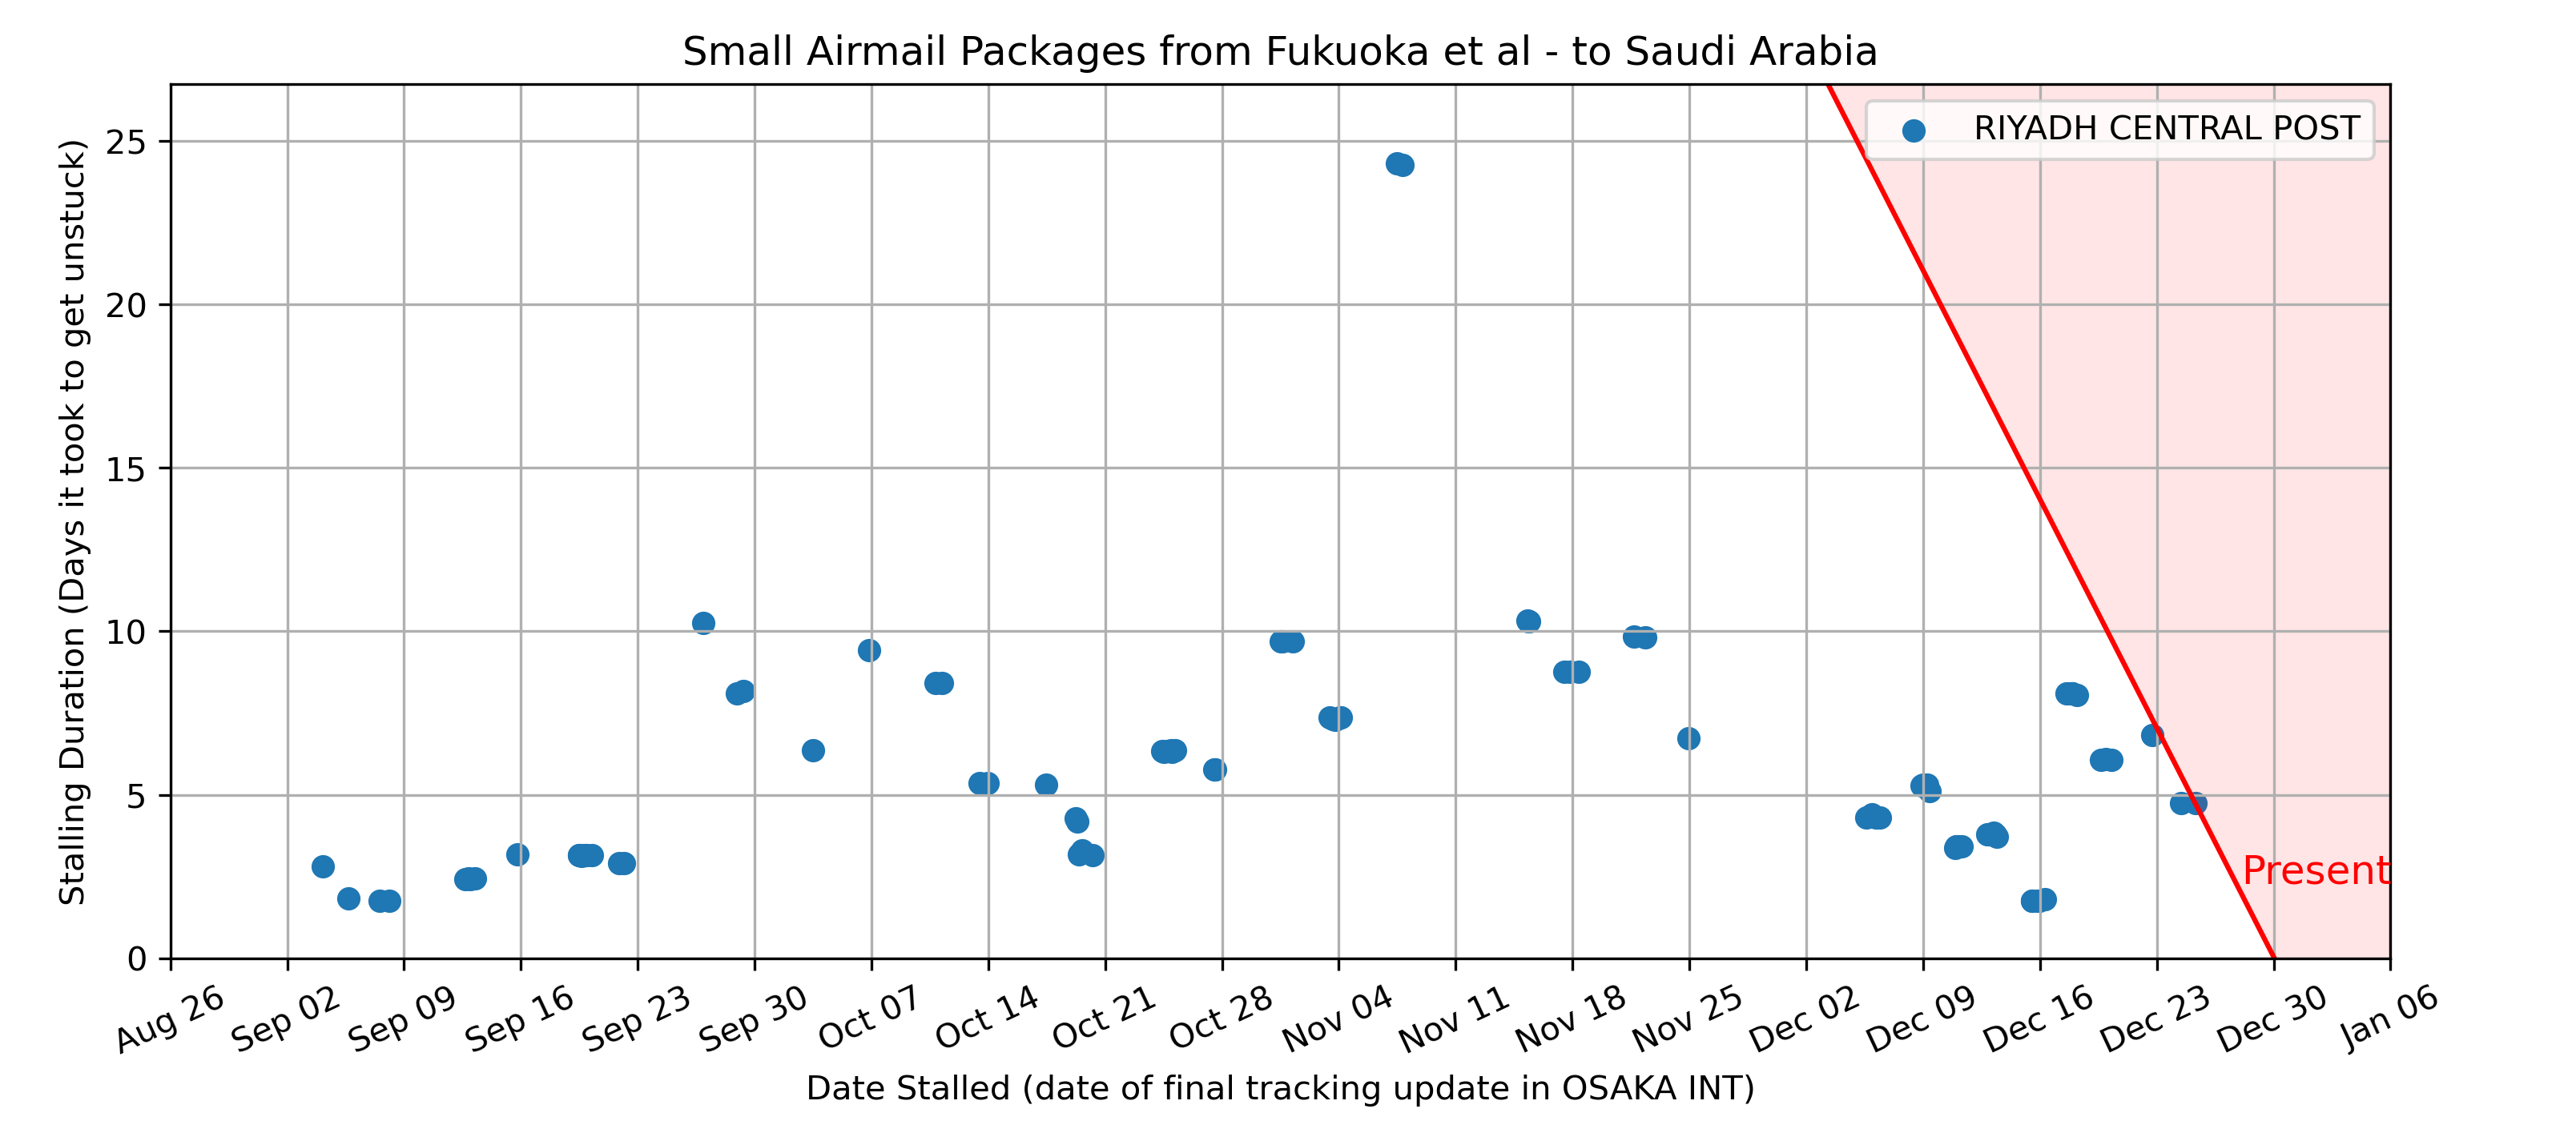 Small Airmail Packages from Fukuoka et al - to Saudi Arabia
RIYADH CENTRAL POST
Stalling Duration (Days it took to get unstuck)
25
20
15
10
5
0
Present
Aug 26
Sep 02
Sep 09
Sep 16
Sep 23
Sep 30
Oct 07
Oct 14
Oct 21
Oct 28
Nov 04
Nov 11
Nov 18
Nov 25
Dec 02
Dec 09
Dec 16
Dec 23
Dec 30
Jan 06
Date Stalled (date of final tracking update in OSAKA INT)